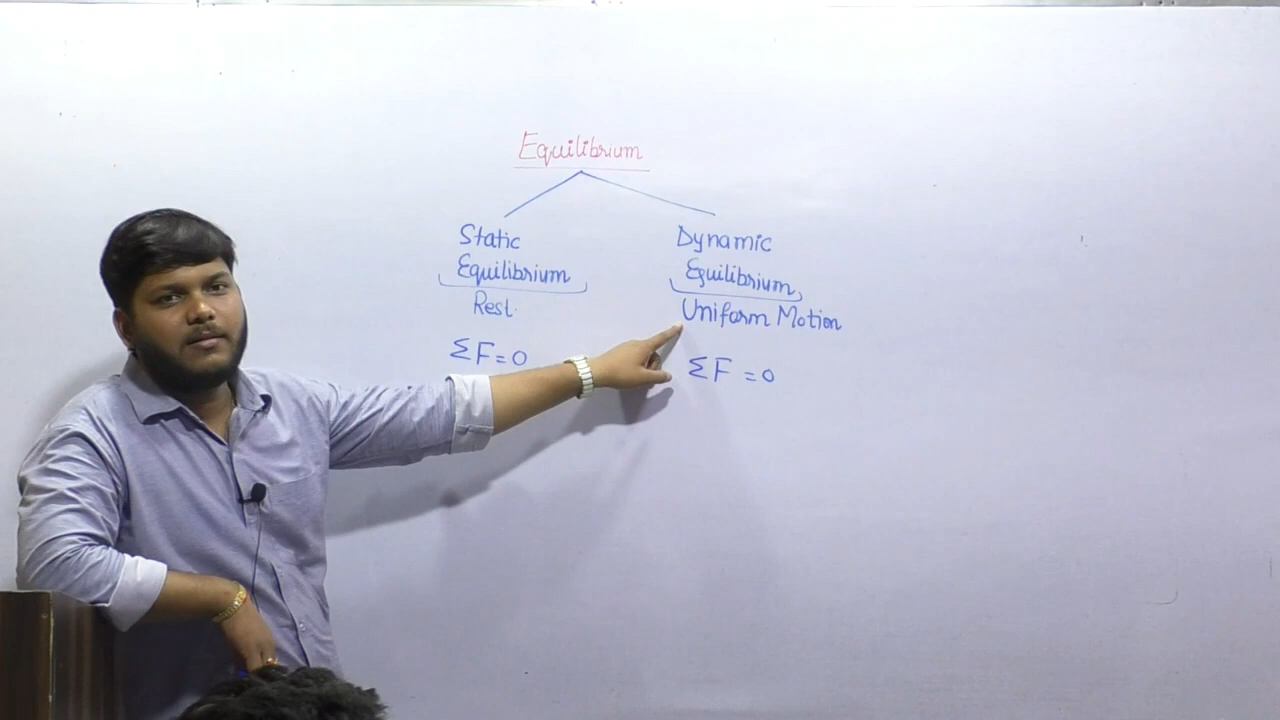 Equilibrium
Static
Equilibrium
Rest.
ΣF=0
Dynamic
Equilibrium
Uniform Motion
ΣF =0